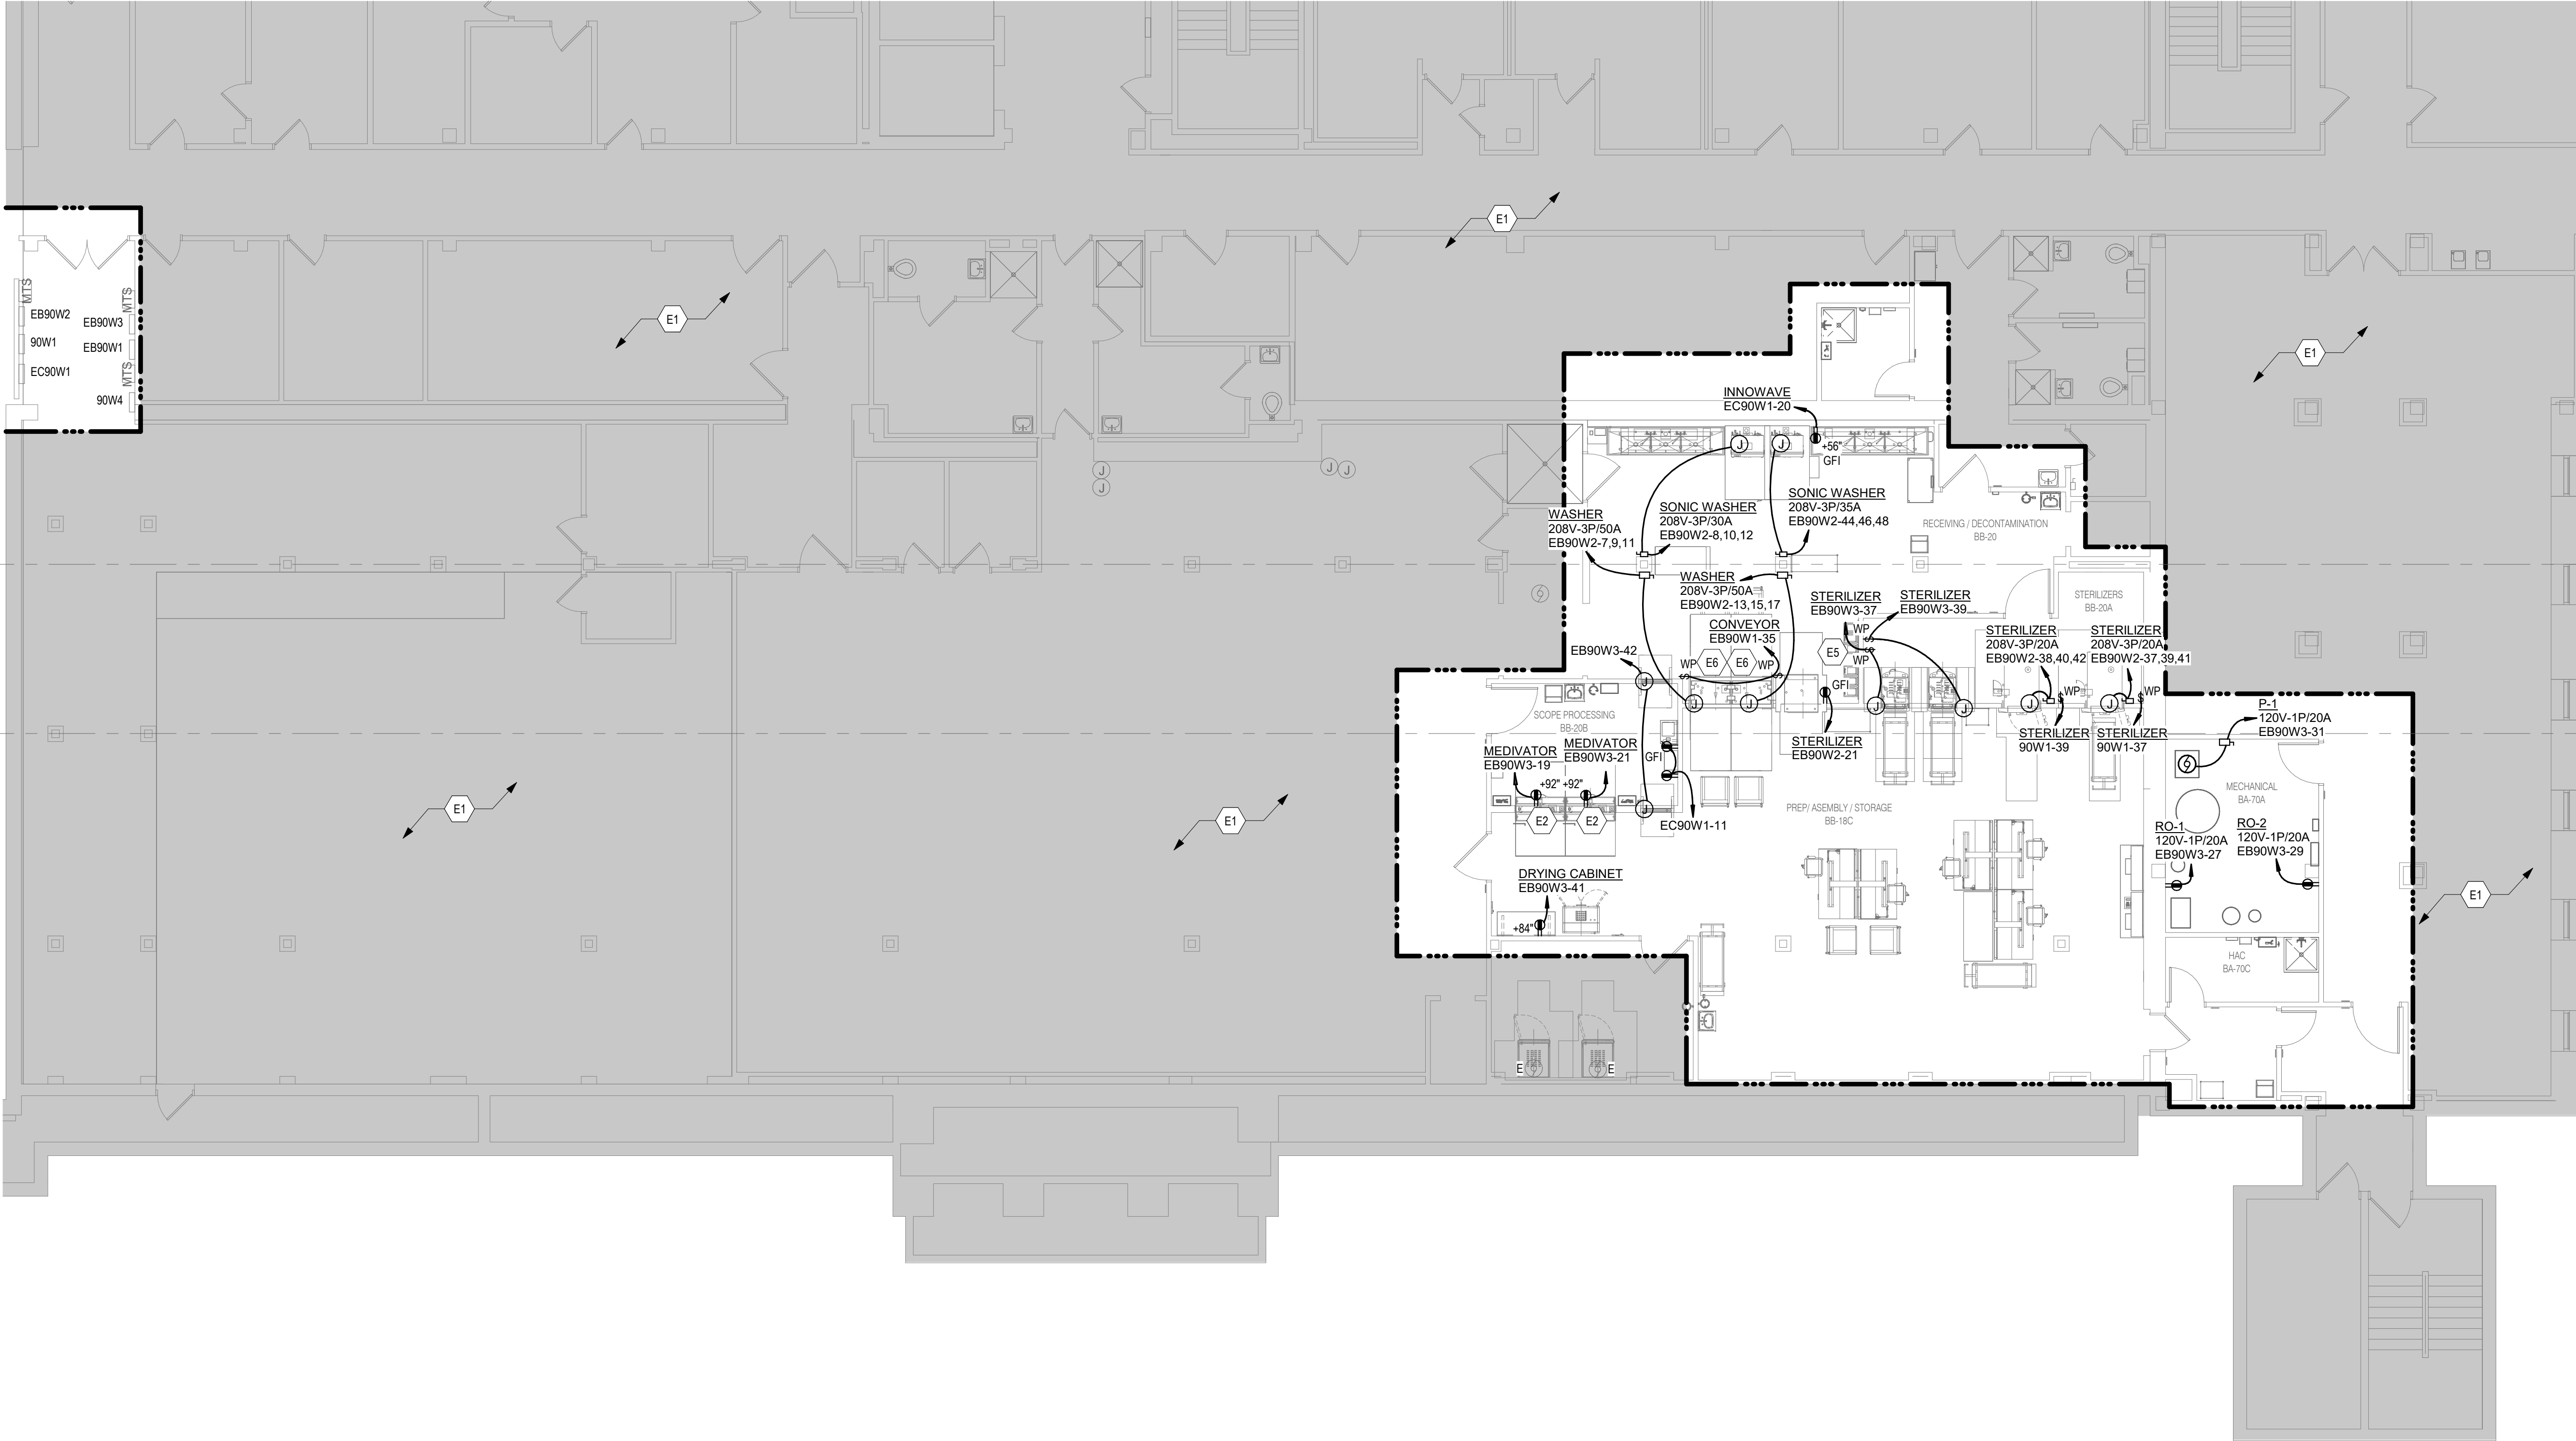 E1
MTS
EB90W2
90W1
EC90W1
MTS
EB90W3
EB90W1
MTS
90W4
E1
E1
INNOWAVE
EC90W1-20
J
J
+56"
GFI
J
J
J
J
WASHER
208V-3P/50A
EB90W2-7,9,11
SONIC WASHER
208V-3P/30A
EB90W2-8,10,12
SONIC WASHER
208V-3P/35A
EB90W2-44,46,48
RECEIVING / DECONTAMINATION
BB-20
WASHER
208V-3P/50A
EB90W2-13,15,17
STERILIZER
EB90W3-37
STERILIZER
EB90W3-39
STERILIZERS
BB-20A
CONVEYOR
EB90W1-35
WP
WP
E5
STERILIZER
208V-3P/20A
EB90W2-38,40,42
STERILIZER
208V-3P/20A
EB90W2-37,39,41
EB90W3-42
WP
E6
E6
WP
GFI
J
J
J
J
J
J
WP
J
WP
SCOPE PROCESSING
BB-20B
P-1
120V-1P/20A
EB90W3-31
STERILIZER
EB90W2-21
STERILIZER
90W1-39
STERILIZER
90W1-37
MEDIVATOR
EB90W3-19
MEDIVATOR
EB90W3-21
GFI
+92"
+92"
E2
E2
J
EC90W1-11
PREP/ ASEMBLY / STORAGE
BB-18C
MECHANICAL
BA-70A
RO-1
120V-1P/20A
EB90W3-27
RO-2
120V-1P/20A
EB90W3-29
E1
E1
E1
DRYING CABINET
EB90W3-41
+84"
HAC
BA-70C
E
E